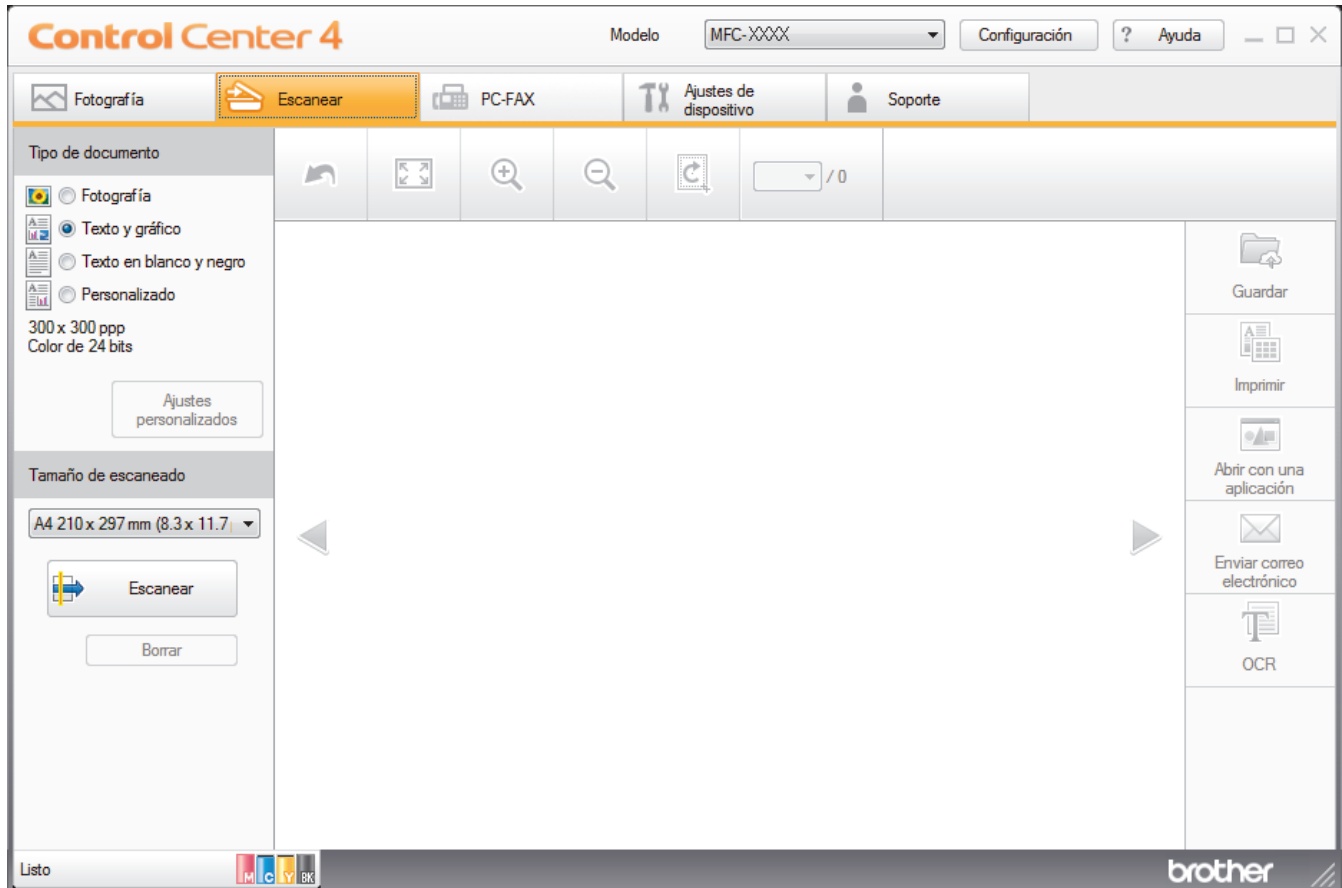 Control Center 4
Modelo
MFC-XXXX
Configuración
? Ayuda
Fotografía
Escanear
PC-FAX
Ajustes de
dispositivo
Soporte
Tipo de documento
Fotografía
Texto y gráfico
Texto en blanco y negro
Personalizado
300 x 300 ppp
Color de 24 bits
Ajustes
personalizados
/ 0
Tamaño de escaneado
A4 210 x 297 mm (8.3 x 11.7
Escanear
Borrar
Guardar
Imprimir
Abrir con una
aplicación
Enviar correo
electrónico
OCR
Listo
M C Y BK
brother